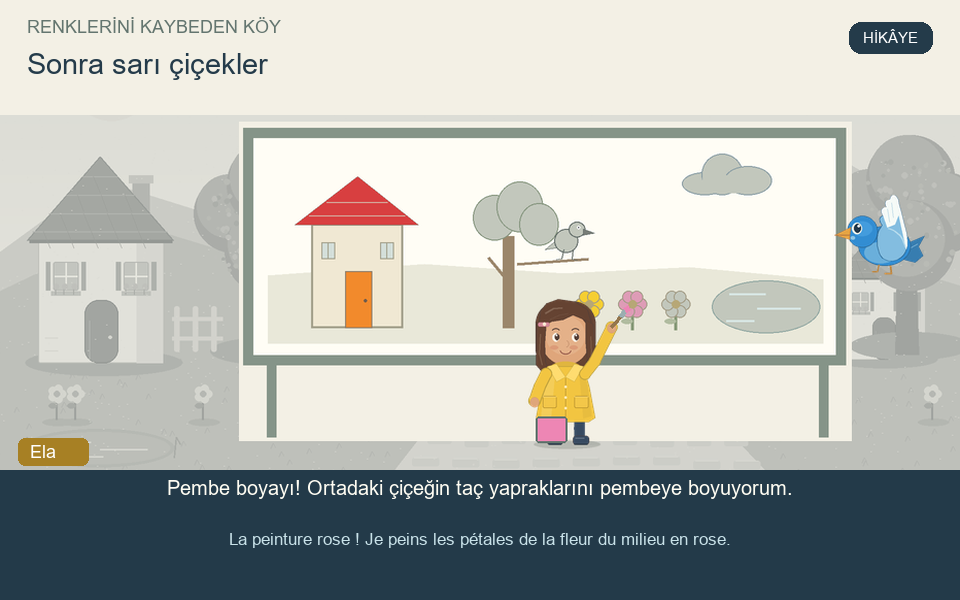 RENKLERİNİ KAYBEDEN KÖY
HİKÂYE
Sonra sarı çiçekler
Ela
Pembe boyayı! Ortadaki çiçeğin taç yapraklarını pembeye boyuyorum.
La peinture rose ! Je peins les pétales de la fleur du milieu en rose.